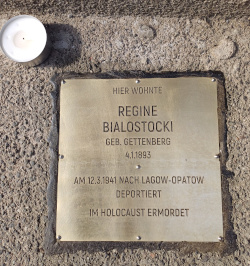 HIER WOHNTE
REGINE
BIALOSTOCKI
GEB. GETTENBERG
4.1.1893
AM 12.3.1941 NACH LAGOW-OPATOW
DEPORTIERT
IM HOLOCAUST ERMORDET